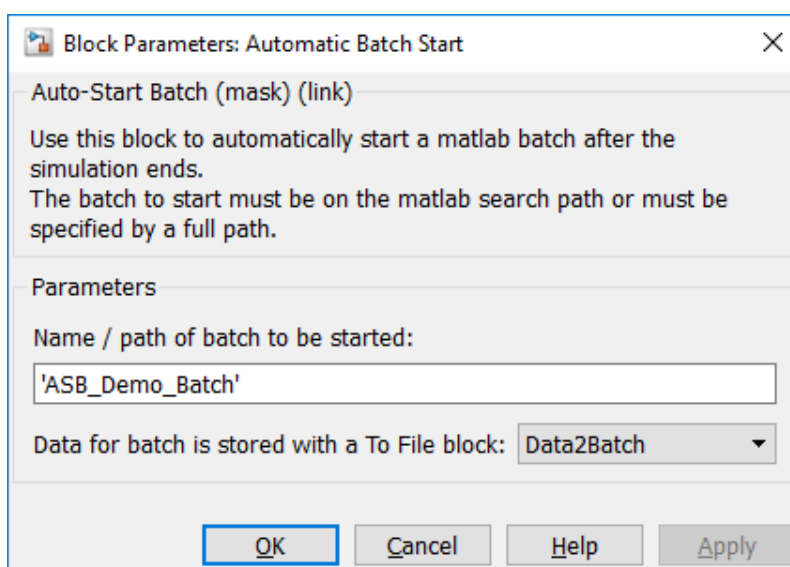 Block Parameters: Automatic Batch Start
Auto-Start Batch (mask) (link)
Use this block to automatically start a matlab batch after the
simulation ends.
The batch to start must be on the matlab search path or must be
specified by a full path.
Parameters
Name / path of batch to be started:
'ASB_Demo_Batch'
Data for batch is stored with a To File block: Data2Batch
OK Cancel Help Apply